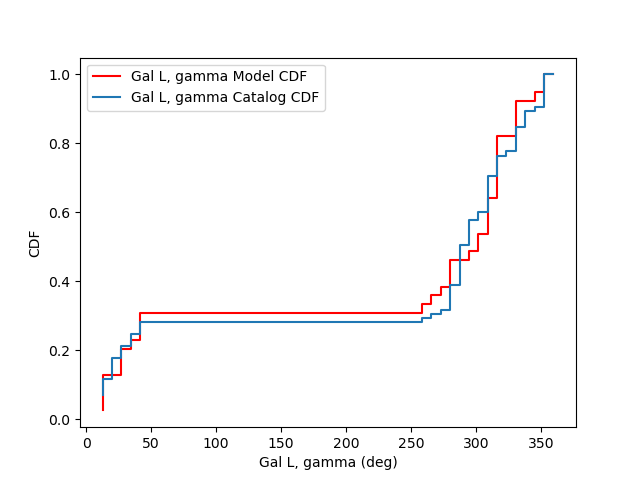 Gal L, gamma Model CDF
Gal L, gamma Catalog CDF
1.0
0.8
0.6
0.4
0.2
0.0
CDF
0 50 100 150 200 250 300 350
Gal L, gamma (deg)